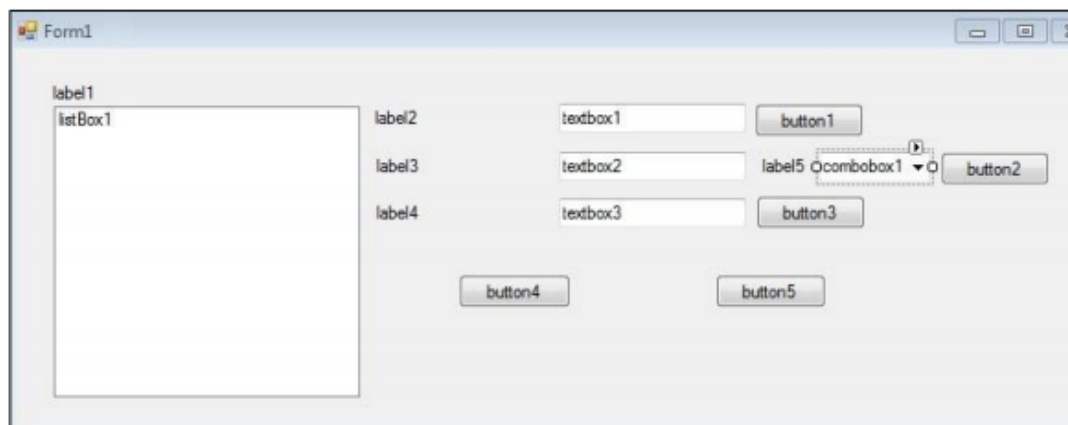 Form1
label1
listBox1
label2 textbox1 button1
label3 textbox2 label5 combobox1 button2
label4 textbox3 button3
button4 button5